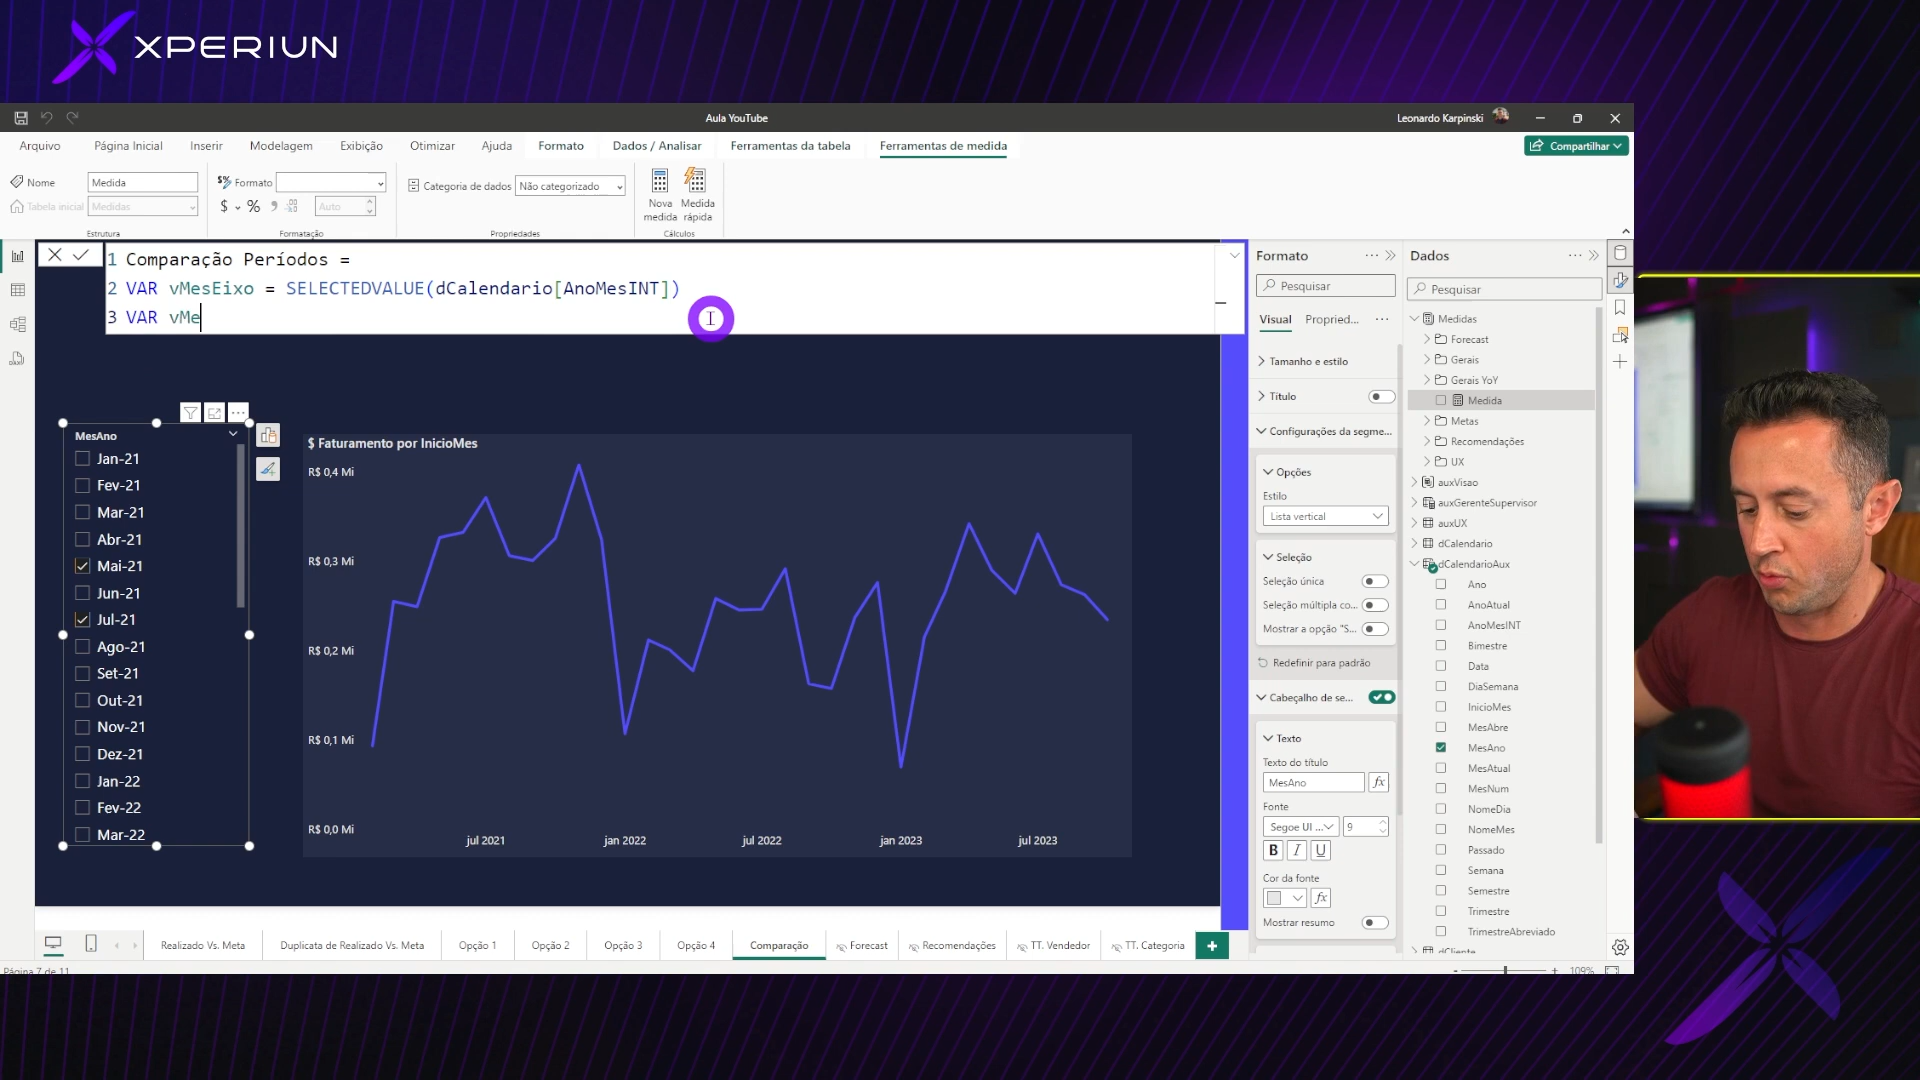 XPERIUN
Aula YouTube
Leonardo Karpinski
Arquivo
Página Inicial
Inserir
Modelagem
Exibição
Otimizar
Ajuda
Formato
Dados / Analisar
Ferramentas da tabela
Ferramentas de medida
Compartilhar
Nome
Medida
Formato
Categoria de dados
Não categorizado
Tabela inicial
Medidas
$ %
Auto
Nova medida
Medida rápida
Estrutura
Formatação
Propriedades
Cálculos
1 Comparação Períodos =
2 VAR vMesEixo = SELECTEDVALUE(dCalendario[AnoMesINT])
3 VAR vMe
MesAno
Jan-21
Fev-21
Mar-21
Abr-21
Mai-21
Jun-21
Jul-21
Ago-21
Set-21
Out-21
Nov-21
Dez-21
Jan-22
Fev-22
Mar-22
$ Faturamento por InicioMes
R$ 0,4 Mi
R$ 0,3 Mi
R$ 0,2 Mi
R$ 0,1 Mi
R$ 0,0 Mi
jul 2021
jan 2022
jul 2022
jan 2023
jul 2023
Formato
Pesquisar
Visual
Propried...
Tamanho e estilo
Título
Configurações da segme...
Opções
Estilo
Lista vertical
Seleção
Seleção única
Seleção múltipla co...
Mostrar a opção "S...
Redefinir para padrão
Cabeçalho de se...
Texto
Texto do título
MesAno
fx
Fonte
Segoe UI ...
9
B I U
Cor da fonte
fx
Mostrar resumo
Dados
Pesquisar
Medidas
Forecast
Gerais
Gerais YoY
Medida
Metas
Recomendações
UX
auxVisao
auxGerenteSupervisor
auxUX
dCalendario
dCalendarioAux
Ano
AnoAtual
AnoMesINT
Bimestre
Data
DiaSemana
InicioMes
MesAbre
MesAno
MesAtual
MesNum
NomeDia
NomeMes
Passado
Semana
Semestre
Trimestre
TrimestreAbreviado
dCliente
Realizado Vs. Meta
Duplicata de Realizado Vs. Meta
Opção 1
Opção 2
Opção 3
Opção 4
Comparação
Forecast
Recomendações
TT. Vendedor
TT. Categoria
Página 7 de 11
109%